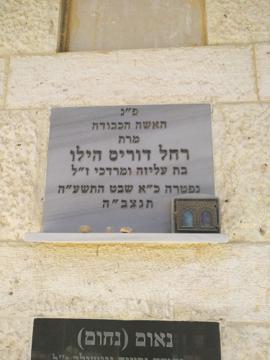 פ"נ
האשה הכבודה
מרת
רחל דוריס הילו
בת עליזה ומרדכי ז"ל
נפטרה כ"א שבט התשע"ה
תנצב"ה
נאום (נחום)